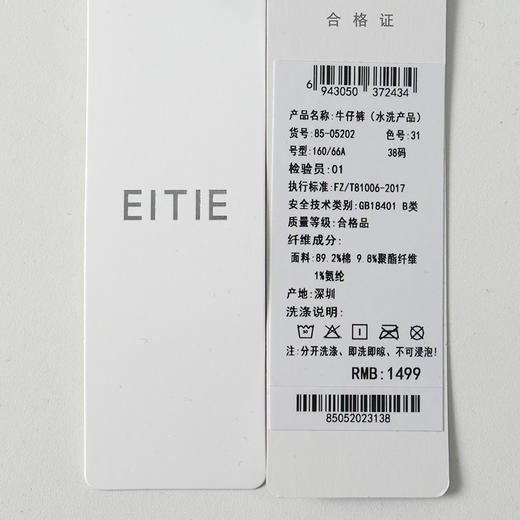 EITIE
合格证
6 943050 372434
产品名称:牛仔裤（水洗产品）
货号:85-05202 色号:31
号型:160/66A 38码
检验员:01
执行标准:FZ/T81006-2017
安全技术类别:GB18401 B类
质量等级:合格品
纤维成分:
面料:89.2%棉 9.8%聚酯纤维
1%氨纶
产地:深圳
洗涤说明:
注:分开洗涤、即洗即晾、不可浸泡!
RMB:1499
85052023138